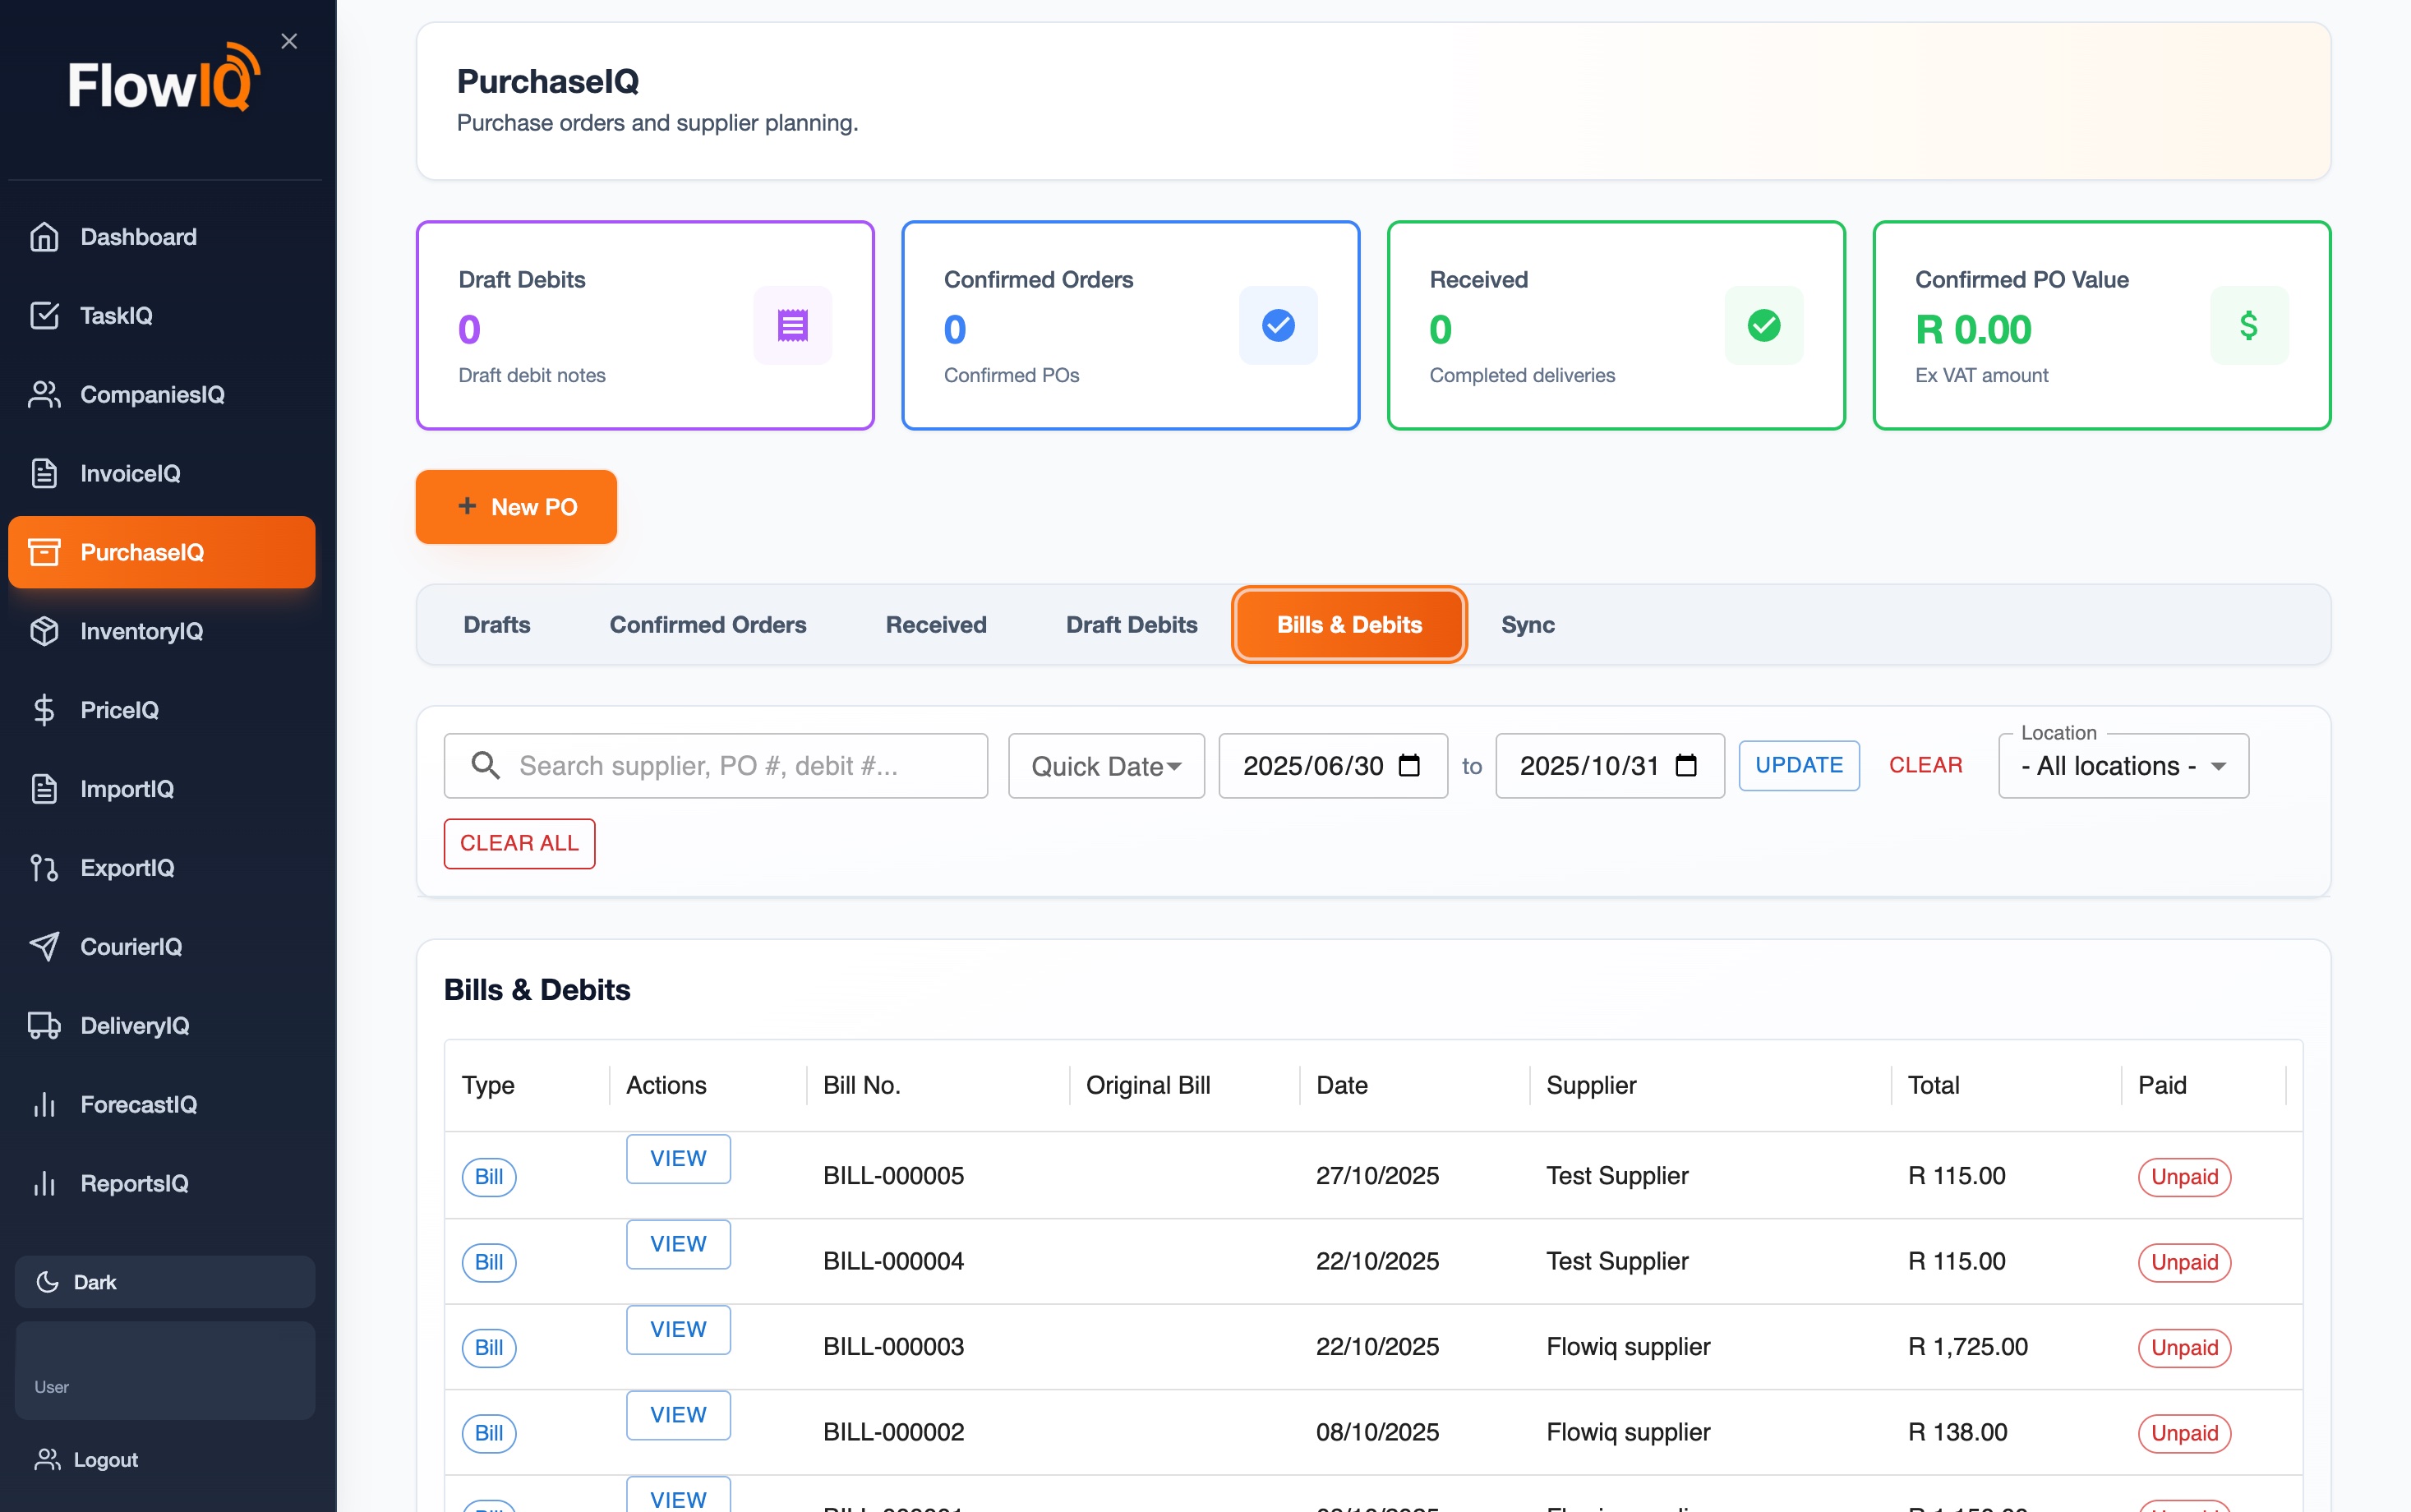 FlowIQ
Dashboard
TaskIQ
CompaniesIQ
InvoiceIQ
PurchaseIQ
InventoryIQ
PriceIQ
ImportIQ
ExportIQ
CourierIQ
DeliveryIQ
ForecastIQ
ReportsIQ
Dark
User
Logout
PurchaseIQ
Purchase orders and supplier planning.
Draft Debits
0
Draft debit notes
Confirmed Orders
0
Confirmed POs
Received
0
Completed deliveries
Confirmed PO Value
R 0.00
Ex VAT amount
$
+ New PO
Drafts Confirmed Orders Received Draft Debits Bills & Debits Sync
Location
Search supplier, PO #, debit #... Quick Date 2025/06/30 to 2025/10/31 UPDATE CLEAR - All locations -
CLEAR ALL
Bills & Debits
Type Actions Bill No. Original Bill Date Supplier Total Paid
Bill VIEW BILL-000005 27/10/2025 Test Supplier R 115.00 Unpaid
Bill VIEW BILL-000004 22/10/2025 Test Supplier R 115.00 Unpaid
Bill VIEW BILL-000003 22/10/2025 Flowiq supplier R 1,725.00 Unpaid
Bill VIEW BILL-000002 08/10/2025 Flowiq supplier R 138.00 Unpaid
VIEW